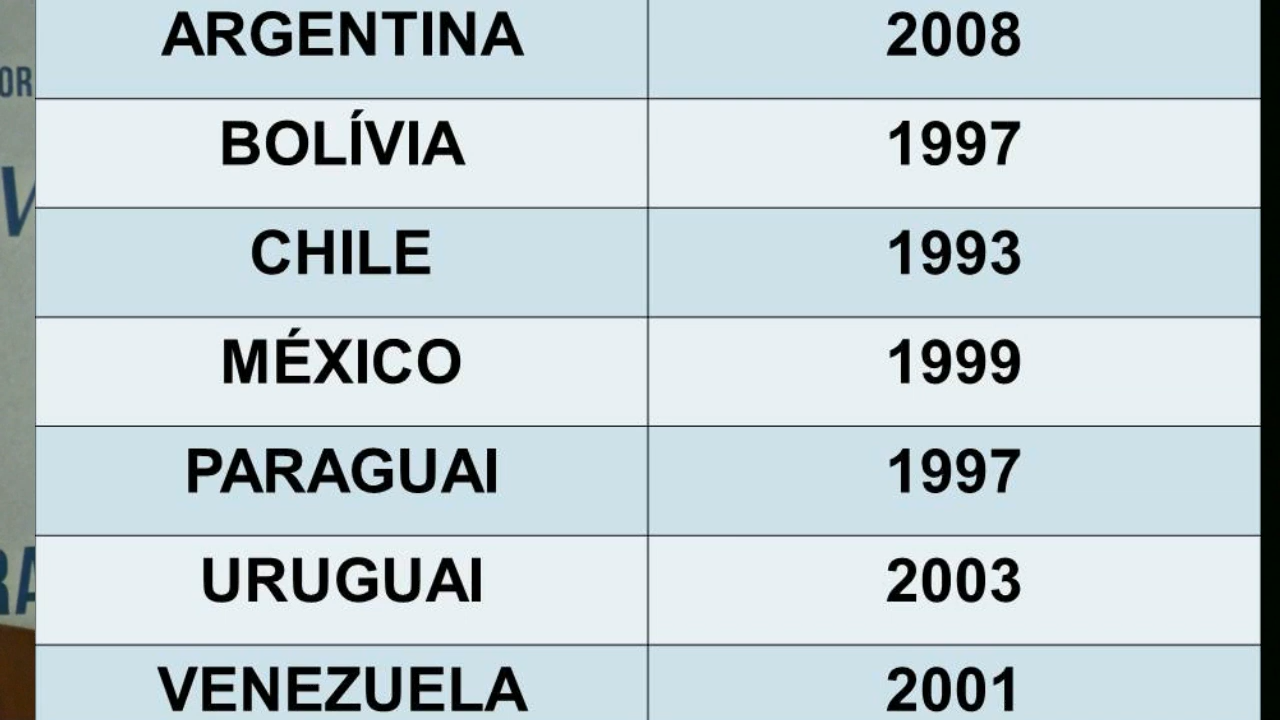 ARGENTINA 2008
BOLÍVIA 1997
CHILE 1993
MÉXICO 1999
PARAGUAI 1997
URUGUAI 2003
VENEZUELA 2001